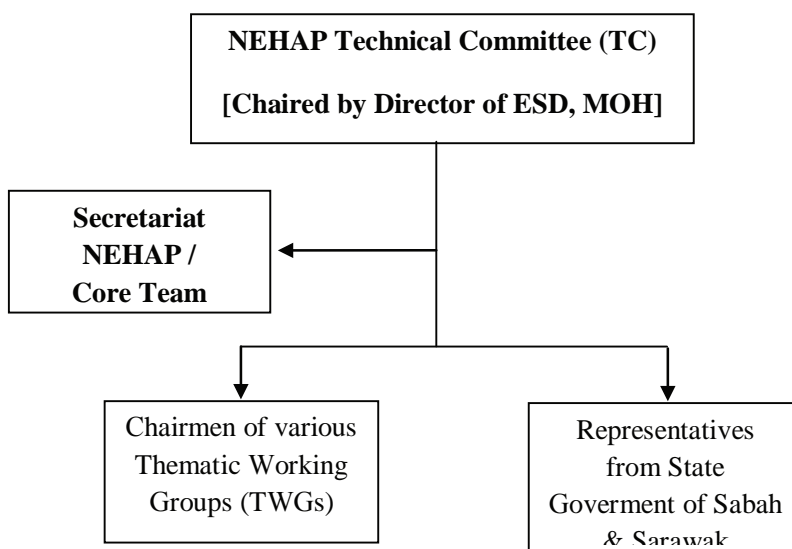 NEHAP Technical Committee (TC)
[Chaired by Director of ESD, MOH]
Secretariat
NEHAP /
Core Team
Chairmen of various
Thematic Working
Groups (TWGs)
Representatives
from State
Goverment of Sabah
& Sarawak